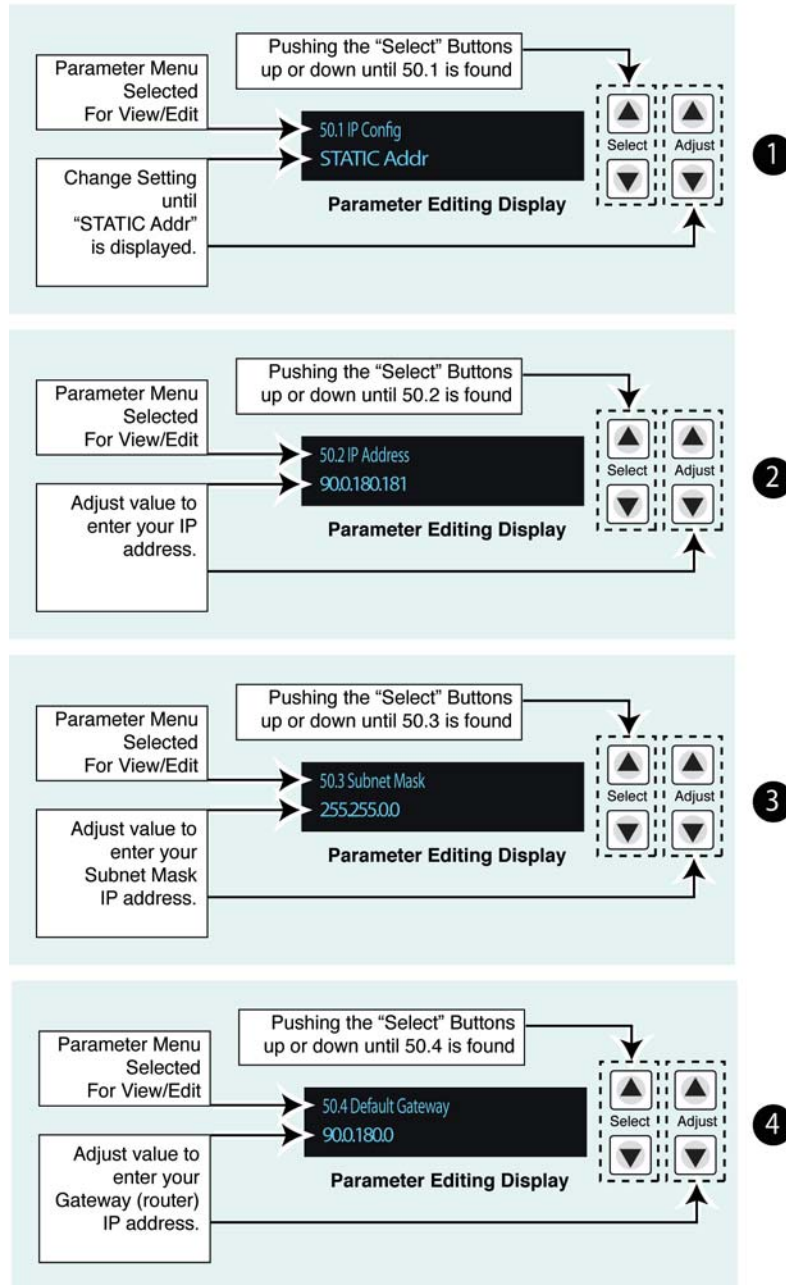 Pushing the “Select” Buttons
up or down until 50.1 is found
Parameter Menu
Selected
For View/Edit
50.1 IP Config
STATIC Addr
Select
Adjust
1
Change Setting
until
“STATIC Addr”
is displayed.
Parameter Editing Display
Pushing the “Select” Buttons
up or down until 50.2 is found
Parameter Menu
Selected
For View/Edit
50.2 IP Address
90.0.180.181
Select
Adjust
2
Adjust value to
enter your IP
address.
Parameter Editing Display
Pushing the “Select” Buttons
up or down until 50.3 is found
Parameter Menu
Selected
For View/Edit
50.3 Subnet Mask
255.255.0.0
Select
Adjust
3
Adjust value to
enter your
Subnet Mask
IP address.
Parameter Editing Display
Pushing the “Select” Buttons
up or down until 50.4 is found
Parameter Menu
Selected
For View/Edit
50.4 Default Gateway
90.0.180.0
Select
Adjust
4
Adjust value to
enter your
Gateway (router)
IP address.
Parameter Editing Display